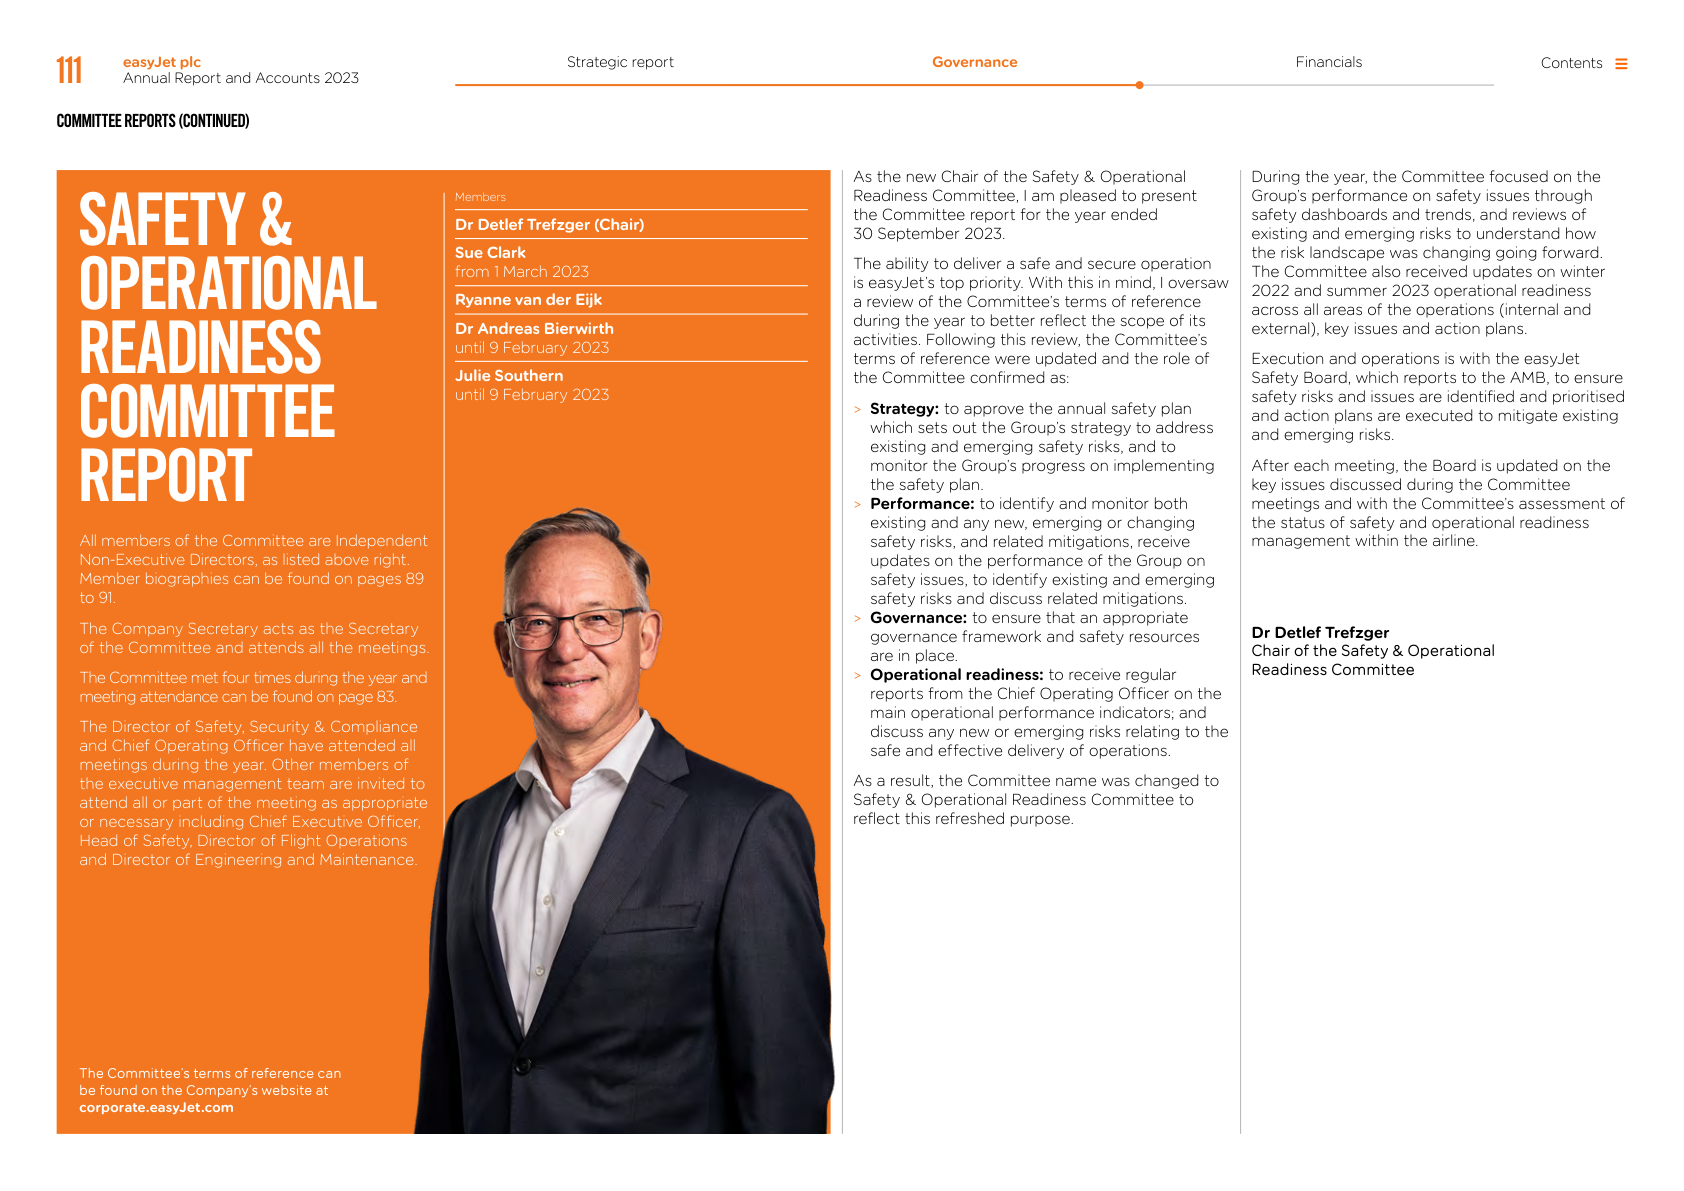 111
easyJet plc
Annual Report and Accounts 2023
Strategic report
Governance
Financials
Contents
COMMITTEE REPORTS (CONTINUED)
SAFETY &
OPERATIONAL
READINESS
COMMITTEE
REPORT
All members of the Committee are Independent
Non-Executive Directors, as listed above right.
Member biographies can be found on pages 89
to 91.
The Company Secretary acts as the Secretary
of the Committee and attends all the meetings.
The Committee met four times during the year and
meeting attendance can be found on page 83.
The Director of Safety, Security & Compliance
and Chief Operating Officer have attended all
meetings during the year. Other members of
the executive management team are invited to
attend all or part of the meeting as appropriate
or necessary including Chief Executive Officer,
Head of Safety, Director of Flight Operations
and Director of Engineering and Maintenance.
The Committee's terms of reference can
be found on the Company's website at
corporate.easyJet.com
Members
Dr Detlef Trefzger (Chair)
Sue Clark
from 1 March 2023
Ryanne van der Eijk
Dr Andreas Bierwirth
until 9 February 2023
Julie Southern
until 9 February 2023
As the new Chair of the Safety & Operational
Readiness Committee, I am pleased to present
the Committee report for the year ended
30 September 2023.
The ability to deliver a safe and secure operation
is easyJet's top priority. With this in mind, I oversaw
a review of the Committee's terms of reference
during the year to better reflect the scope of its
activities. Following this review, the Committee's
terms of reference were updated and the role of
the Committee confirmed as:
> Strategy: to approve the annual safety plan
which sets out the Group's strategy to address
existing and emerging safety risks, and to
monitor the Group's progress on implementing
the safety plan.
> Performance: to identify and monitor both
existing and any new, emerging or changing
safety risks, and related mitigations, receive
updates on the performance of the Group on
safety issues, to identify existing and emerging
safety risks and discuss related mitigations.
> Governance: to ensure that an appropriate
governance framework and safety resources
are in place.
> Operational readiness: to receive regular
reports from the Chief Operating Officer on the
main operational performance indicators; and
discuss any new or emerging risks relating to the
safe and effective delivery of operations.
As a result, the Committee name was changed to
Safety & Operational Readiness Committee to
reflect this refreshed purpose.
During the year, the Committee focused on the
Group's performance on safety issues through
safety dashboards and trends, and reviews of
existing and emerging risks to understand how
the risk landscape was changing going forward.
The Committee also received updates on winter
2022 and summer 2023 operational readiness
across all areas of the operations (internal and
external), key issues and action plans.
Execution and operations is with the easyJet
Safety Board, which reports to the AMB, to ensure
safety risks and issues are identified and prioritised
and action plans are executed to mitigate existing
and emerging risks.
After each meeting, the Board is updated on the
key issues discussed during the Committee
meetings and with the Committee's assessment of
the status of safety and operational readiness
management within the airline.
Dr Detlef Trefzger
Chair of the Safety & Operational
Readiness Committee